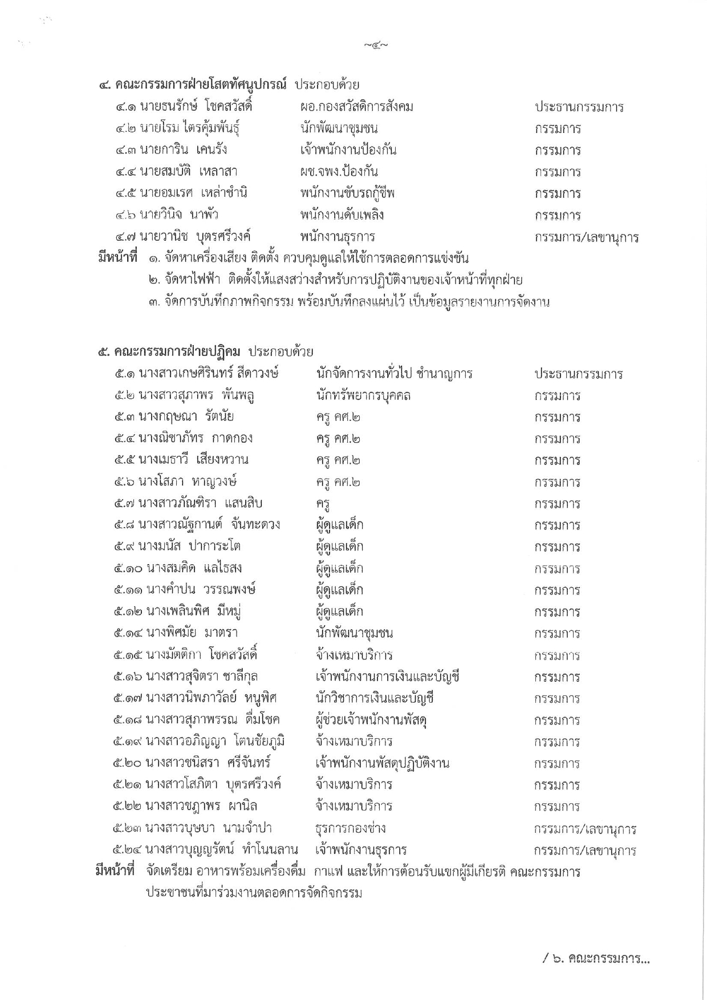 ~๔~
๔. คณะกรรมการฝ่ายโสตทัศนูปกรณ์ ประกอบด้วย
๔.๑ นายธนรักษ์ โชคสวัสดิ์ ผอ.กองสวัสดิการสังคม ประธานกรรมการ
๔.๒ นายโรม ไตรคุ้มพันธุ์ นักพัฒนาชุมชน กรรมการ
๔.๓ นายการิน เคนรัง เจ้าพนักงานป้องกัน กรรมการ
๔.๔ นายสมบัติ เหลาสา ผช.จพง.ป้องกัน กรรมการ
๔.๕ นายอมเรศ เหล่าชำนิ พนักงานขับรถกู้ชีพ กรรมการ
๔.๖ นายวินิจ นาพัว พนักงานดับเพลิง กรรมการ
๔.๗ นายวานิช บุตรศรีวงค์ พนักงานธุรการ กรรมการ/เลขานุการ
มีหน้าที่ ๑. จัดหาเครื่องเสียง ติดตั้ง ควบคุมดูแลให้ใช้การตลอดการแข่งขัน
๒. จัดหาไฟฟ้า ติดตั้งให้แสงสว่างสำหรับการปฏิบัติงานของเจ้าหน้าที่ทุกฝ่าย
๓. จัดการบันทึกภาพกิจกรรม พร้อมบันทึกลงแผ่นไว้ เป็นข้อมูลรายงานการจัดงาน
๕. คณะกรรมการฝ่ายปฏิคม ประกอบด้วย
๕.๑ นางสาวเกษศิรินทร์ สีดาวงษ์ นักจัดการงานทั่วไป ชำนาญการ ประธานกรรมการ
๕.๒ นางสาวสุภาพร พันพลู นักทรัพยากรบุคคล กรรมการ
๕.๓ นางกฤษณา รัตนัย ครู คศ.๒ กรรมการ
๕.๔ นางณิชาภัทร กาดกอง ครู คศ.๒ กรรมการ
๕.๕ นางเมธาวี เสียงหวาน ครู คศ.๒ กรรมการ
๕.๖ นางโสภา หาญวงษ์ ครู คศ.๒ กรรมการ
๕.๗ นางสาวภัณฑิรา แสนสิบ ครู กรรมการ
๕.๘ นางสาวณัฐกานต์ จันทะดวง ผู้ดูแลเด็ก กรรมการ
๕.๙ นางมนัส ปาการะโต ผู้ดูแลเด็ก กรรมการ
๕.๑๐ นางสมคิด แลไธสง ผู้ดูแลเด็ก กรรมการ
๕.๑๑ นางคำปน วรรณพงษ์ ผู้ดูแลเด็ก กรรมการ
๕.๑๒ นางเพลินพิศ มีหมู่ ผู้ดูแลเด็ก กรรมการ
๕.๑๔ นางพิศมัย มาตรา นักพัฒนาชุมชน กรรมการ
๕.๑๕ นางมัตติกา โชคสวัสดิ์ จ้างเหมาบริการ กรรมการ
๕.๑๖ นางสาวสุจิตรา ชาลีกุล เจ้าพนักงานการเงินและบัญชี กรรมการ
๕.๑๗ นางสาวนิพภาวัลย์ หนูพิศ นักวิชาการเงินและบัญชี กรรมการ
๕.๑๘ นางสาวสุภาพรรณ ดื่มโชค ผู้ช่วยเจ้าพนักงานพัสดุ กรรมการ
๕.๑๙ นางสาวอภิญญา โตนชัยภูมิ จ้างเหมาบริการ กรรมการ
๕.๒๐ นางสาวชนิสรา ศรีจันทร์ เจ้าพนักงานพัสดุปฏิบัติงาน กรรมการ
๕.๒๑ นางสาวโสภิตา บุตรศรีวงค์ จ้างเหมาบริการ กรรมการ
๕.๒๒ นางสาวชฎาพร ผานิล จ้างเหมาบริการ กรรมการ
๕.๒๓ นางสาวบุษบา นามจำปา ธุรการกองช่าง กรรมการ/เลขานุการ
๕.๒๔ นางสาวบุญญรัตน์ ทำโนนลาน เจ้าพนักงานธุรการ กรรมการ/เลขานุการ
มีหน้าที่ จัดเตรียม อาหารพร้อมเครื่องดื่ม กาแฟ และให้การต้อนรับแขกผู้มีเกียรติ คณะกรรมการ
ประชาชนที่มาร่วมงานตลอดการจัดกิจกรรม
/ ๖. คณะกรรมการ...